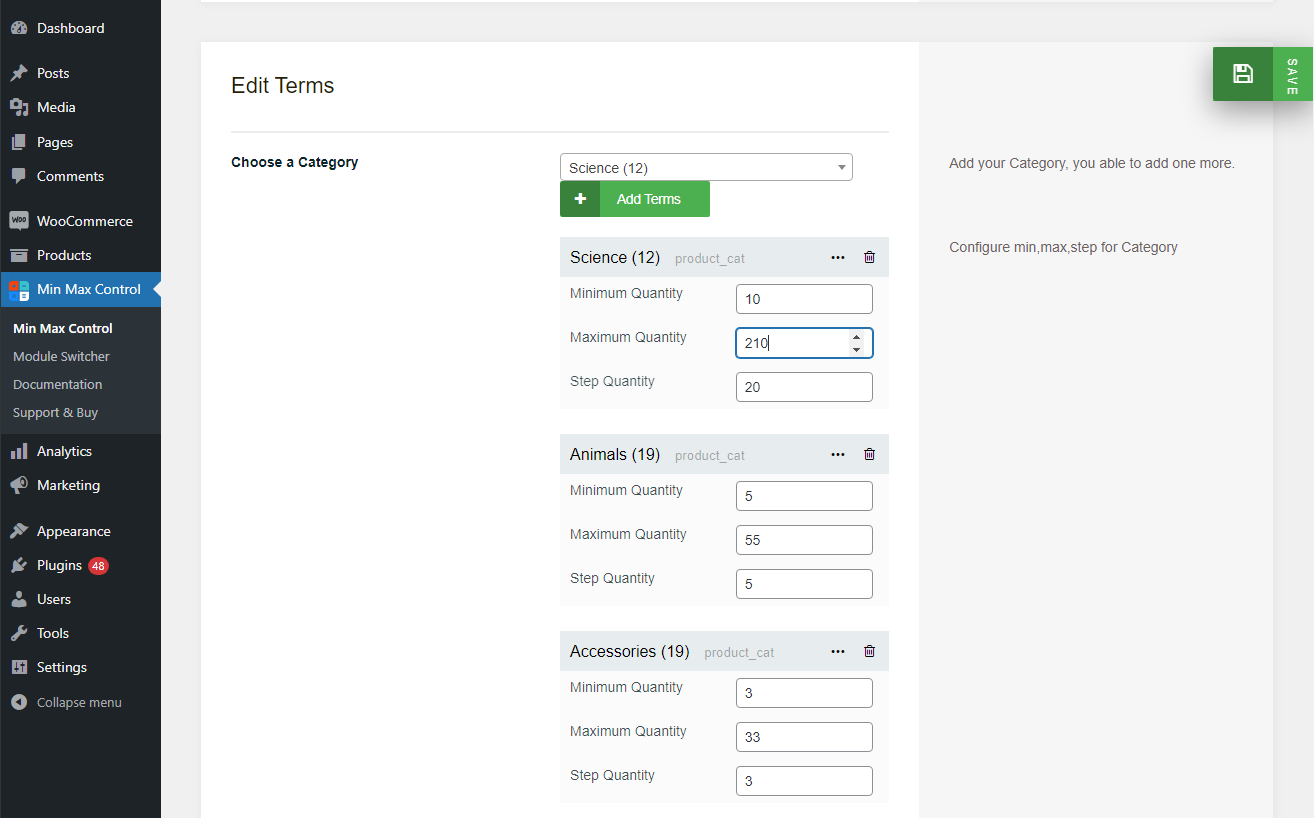 Dashboard
Posts
Media
Pages
Comments
WOO WooCommerce
Products
Min Max Control
Min Max Control
Module Switcher
Documentation
Support & Buy
Analytics
Marketing
Appearance
Plugins 48
Users
Tools
Settings
Collapse menu
SAVE
Edit Terms
Choose a Category
Science (12)
+ Add Terms
Add your Category, you able to add one more.
Configure min,max,step for Category
Science (12) product_cat
Minimum Quantity 10
Maximum Quantity 210
Step Quantity 20
Animals (19) product_cat
Minimum Quantity 5
Maximum Quantity 55
Step Quantity 5
Accessories (19) product_cat
Minimum Quantity 3
Maximum Quantity 33
Step Quantity 3